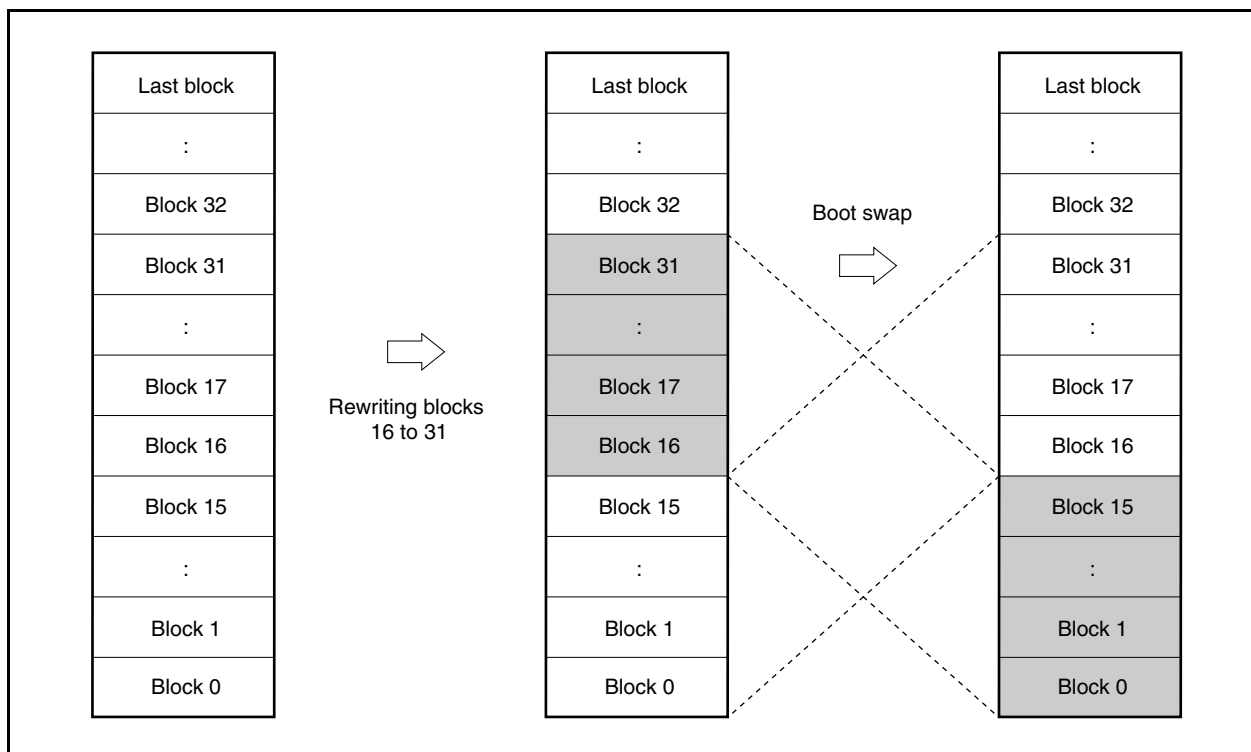 Last block
:
Block 32
Block 31
:
Block 17
Block 16
Block 15
:
Block 1
Block 0
Rewriting blocks
16 to 31
Last block
:
Block 32
Block 31
:
Block 17
Block 16
Block 15
:
Block 1
Block 0
Boot swap
Last block
:
Block 32
Block 31
:
Block 17
Block 16
Block 15
:
Block 1
Block 0